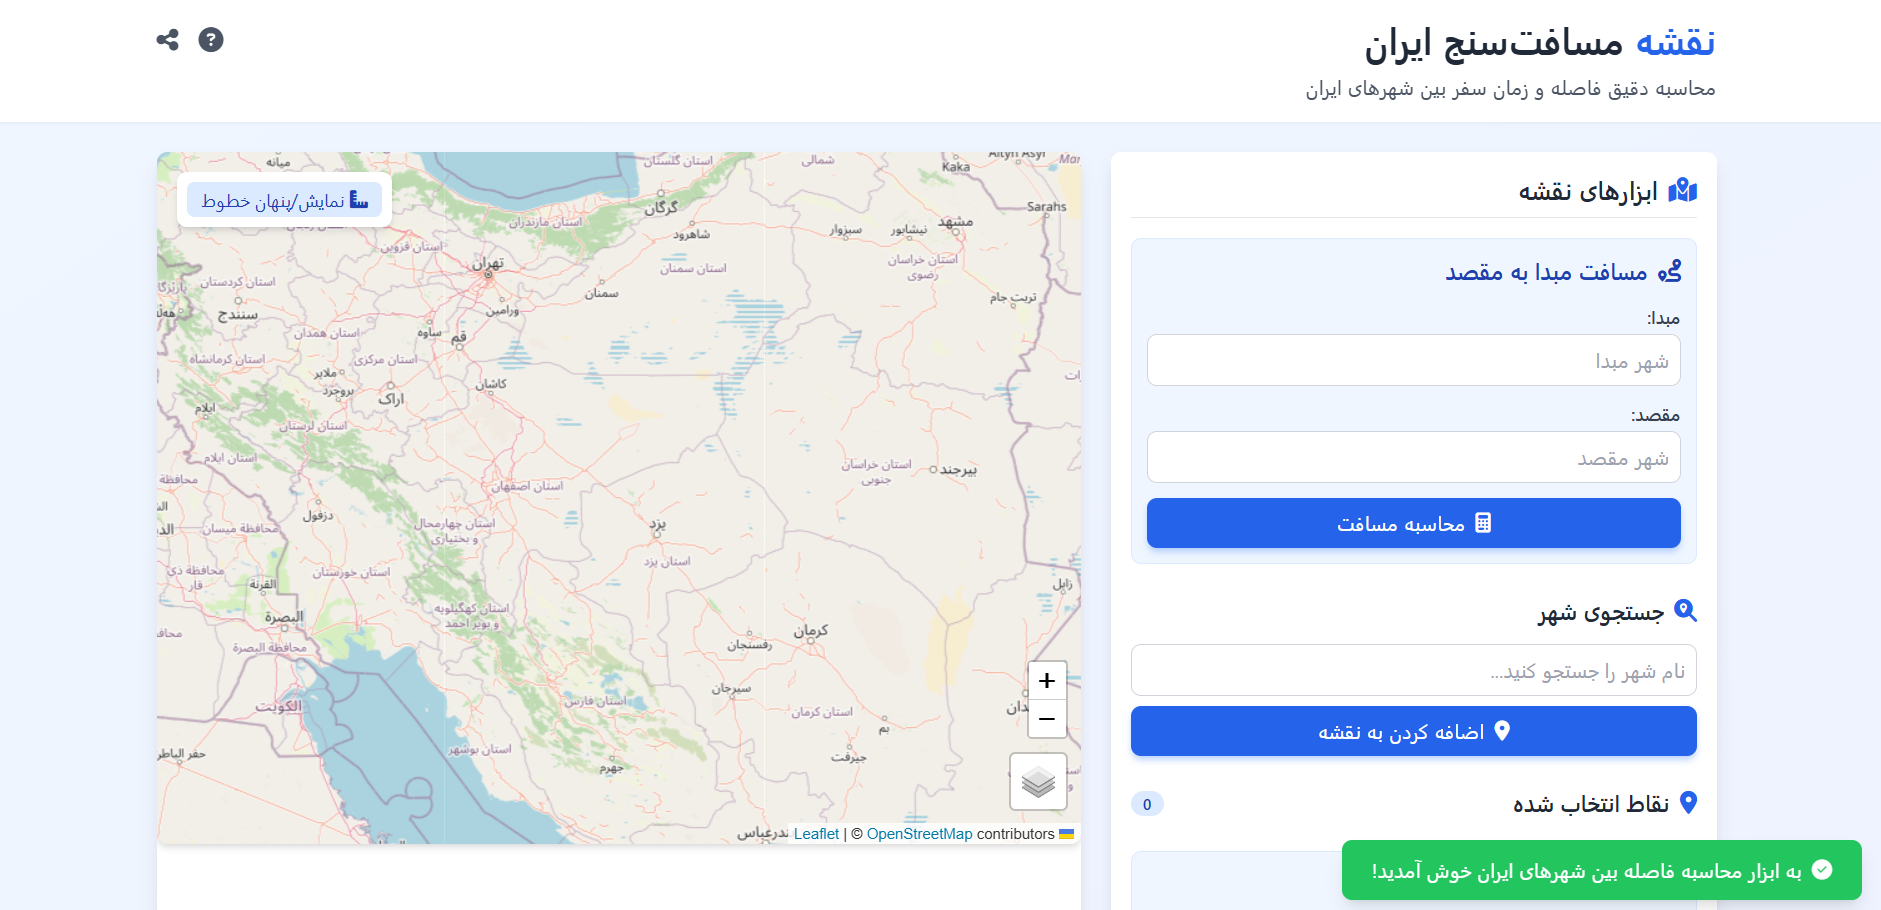 نقشه مسافت‌سنج ایران
محاسبه دقیق فاصله و زمان سفر بین شهرهای ایران
ابزارهای نقشه
مسافت مبدا به مقصد
مبدا:
شهر مبدا
مقصد:
شهر مقصد
محاسبه مسافت
جستجوی شهر
نام شهر را جستجو کنید...
اضافه کردن به نقشه
نقاط انتخاب شده
0
به ابزار محاسبه فاصله بین شهرهای ایران خوش آمدید!
نمایش/پنهان خطوط
میانه
استان گلستان
شمالی
Kaka
Altyn Asyr
Sarahs
گرگان
استان مازندران
شاهرود
سبزوار
نیشابور
مشهد
استان قزوین
تهران
استان سمنان
استان خراسان رضوی
استان کردستان
سمنان
تربت جام
سنندج
ورامین
استان همدان
ساوه
قم
استان کرمانشاه
استان مرکزی
ملایر
بروجرد
کاشان
اراک
ایلام
استان لرستان
استان ایلام
استان خراسان جنوبی
بیرجند
محافظة
استان اصفهان
دزفول
محافظة ميسان
استان چهارمحال و بختیاری
یزد
استان یزد
محافظة ذي قار
القرنة
استان خوزستان
زابل
البصرة
استان کهگیلویه و بویر احمد
محافظة البصرة
کرمان
رفسنجان
الكويت
سیرجان
استان فارس
استان کرمان
بم
حفر الباطن
استان بوشهر
جهرم
جیرفت
+
−
Leaflet | © OpenStreetMap contributors